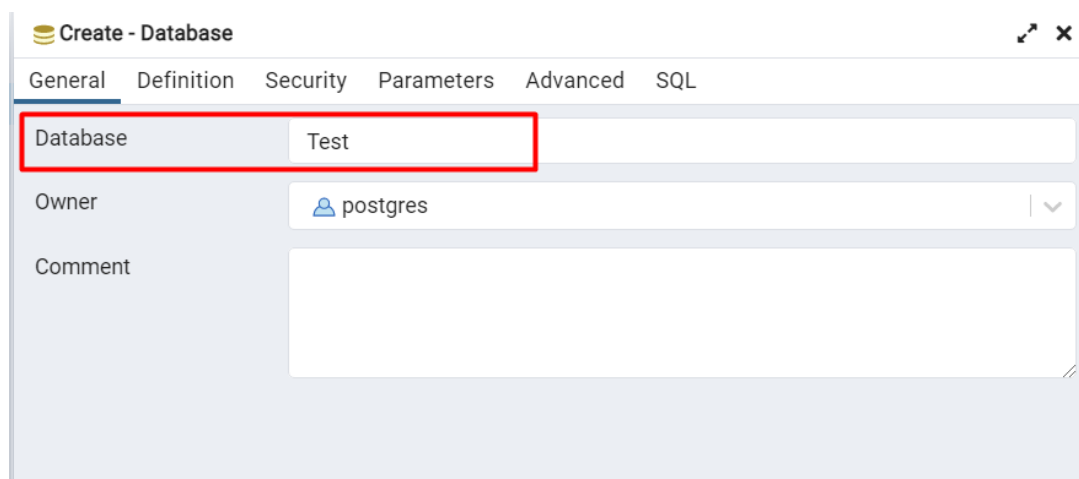 Create - Database
General Definition Security Parameters Advanced SQL
Database Test
Owner postgres
Comment